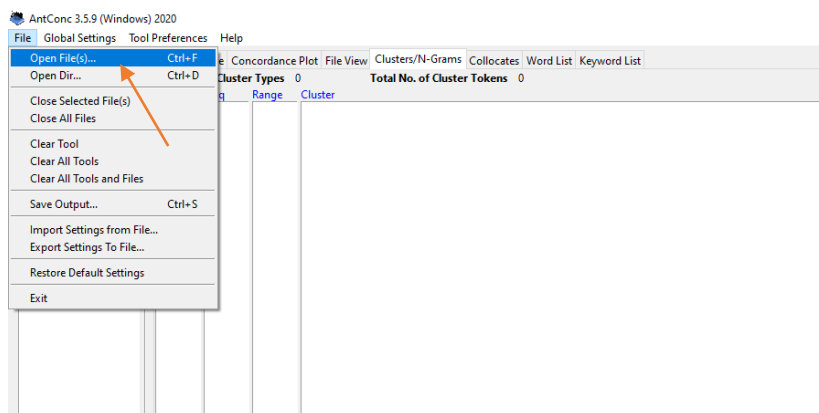 AntConc 3.5.9 (Windows) 2020
File Global Settings Tool Preferences Help
Open File(s)... Ctrl+F
Open Dir... Ctrl+D
Close Selected File(s)
Close All Files
Clear Tool
Clear All Tools
Clear All Tools and Files
Save Output... Ctrl+S
Import Settings from File...
Export Settings To File...
Restore Default Settings
Exit
Concordance Plot File View Clusters/N-Grams Collocates Word List Keyword List
Cluster Types 0 Total No. of Cluster Tokens 0
Range Cluster